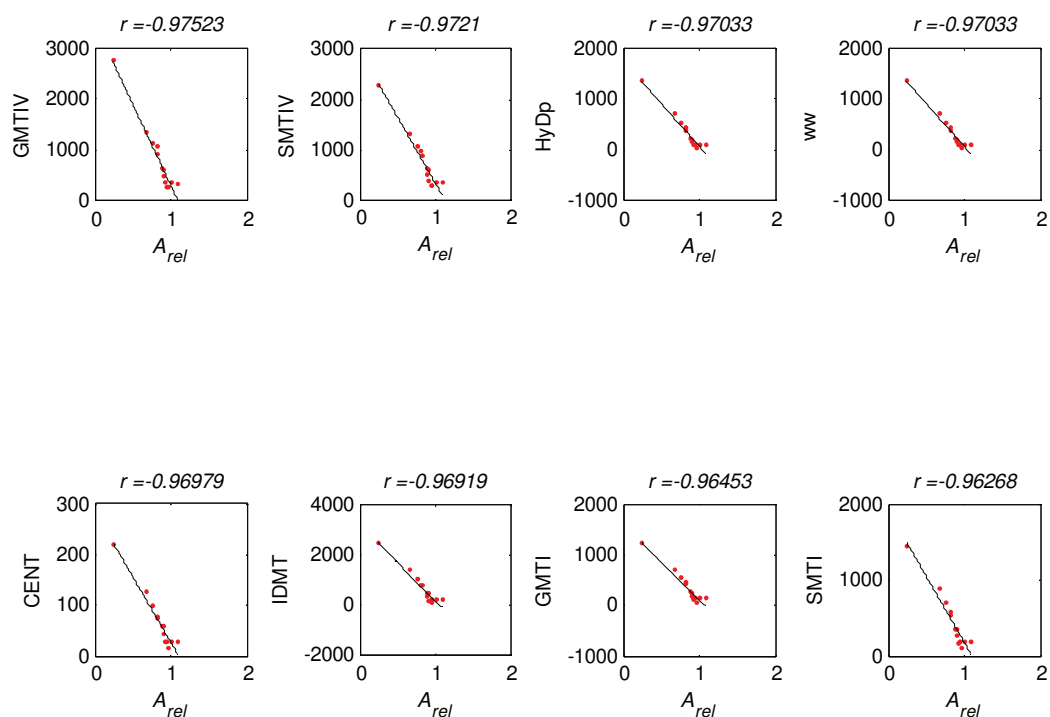 r =-0.97523
3000
2000
1000
0
0
1
2
GMTIV
A_rel
r =-0.9721
3000
2000
1000
0
0
1
2
SMTIV
A_rel
r =-0.97033
2000
1000
0
-1000
0
1
2
HyDp
A_rel
r =-0.97033
2000
1000
0
-1000
0
1
2
ww
A_rel
r =-0.96979
300
200
100
0
0
1
2
CENT
A_rel
r =-0.96919
4000
2000
0
-2000
0
1
2
IDMT
A_rel
r =-0.96453
2000
1000
0
-1000
0
1
2
GMTI
A_rel
r =-0.96268
2000
1000
0
0
1
2
SMTI
A_rel